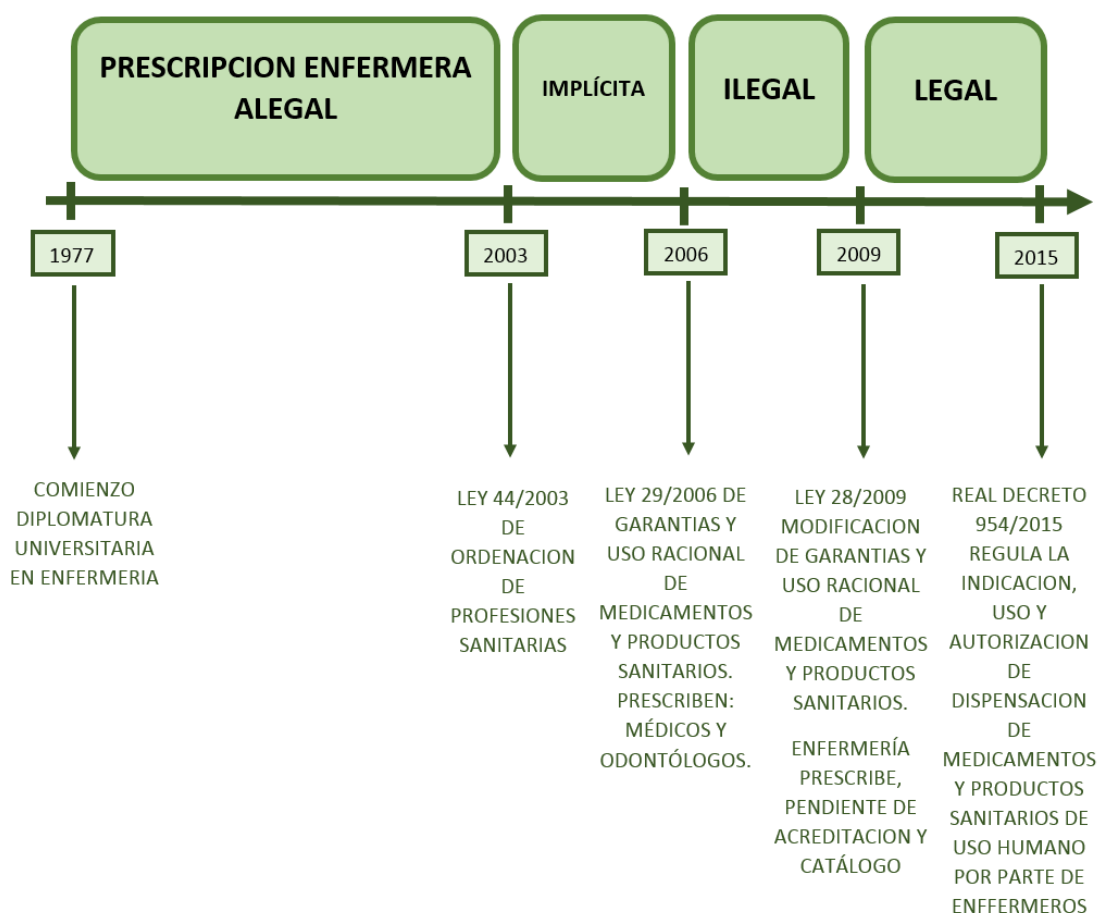 PRESCRIPCION ENFERMERA
ALEGAL
IMPLÍCITA
ILEGAL
LEGAL
1977
2003
2006
2009
2015
COMIENZO
DIPLOMATURA
UNIVERSITARIA
EN ENFERMERIA
LEY 44/2003
DE
ORDENACION
DE
PROFESIONES
SANITARIAS
LEY 29/2006 DE
GARANTIAS Y
USO RACIONAL
DE
MEDICAMENTOS
Y PRODUCTOS
SANITARIOS.
PRESCRIBEN:
MÉDICOS Y
ODONTÓLOGOS.
LEY 28/2009
MODIFICACION
DE GARANTIAS Y
USO RACIONAL
DE
MEDICAMENTOS
Y PRODUCTOS
SANITARIOS.
ENFERMERÍA
PRESCRIBE,
PENDIENTE DE
ACREDITACION Y
CATÁLOGO
REAL DECRETO
954/2015
REGULA LA
INDICACION,
USO Y
AUTORIZACION
DE
DISPENSACION
DE
MEDICAMENTOS
Y PRODUCTOS
SANITARIOS DE
USO HUMANO
POR PARTE DE
ENFFERMEROS